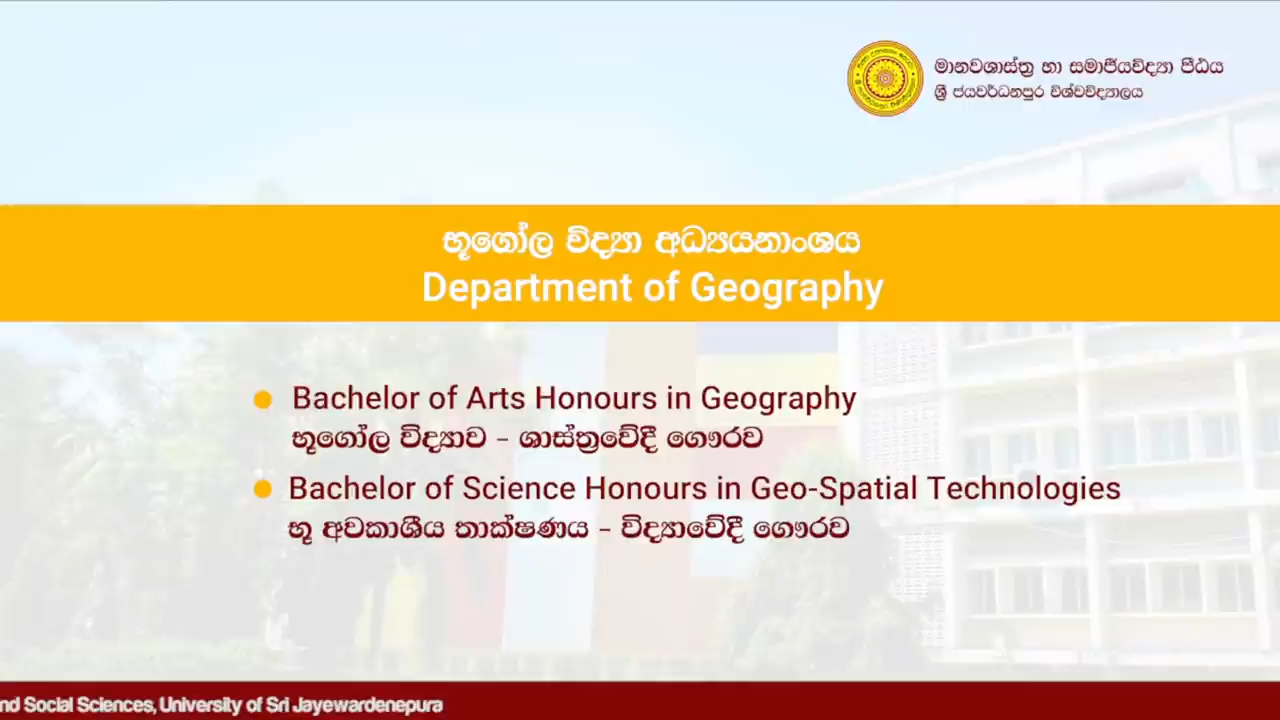 මානවශාස්ත්‍ර හා සමාජීයවිද්‍යා පීඨය
ශ්‍රී ජයවර්ධනපුර විශ්වවිද්‍යාලය
භූගෝල විද්‍යා අධ්‍යයනාංශය
Department of Geography
Bachelor of Arts Honours in Geography
භූගෝල විද්‍යාව - ශාස්ත්‍රවේදී ගෞරව
Bachelor of Science Honours in Geo-Spatial Technologies
භූ අවකාශීය තාක්ෂණය - විද්‍යාවේදී ගෞරව
nd Social Sciences, University of Sri Jayewardenepura